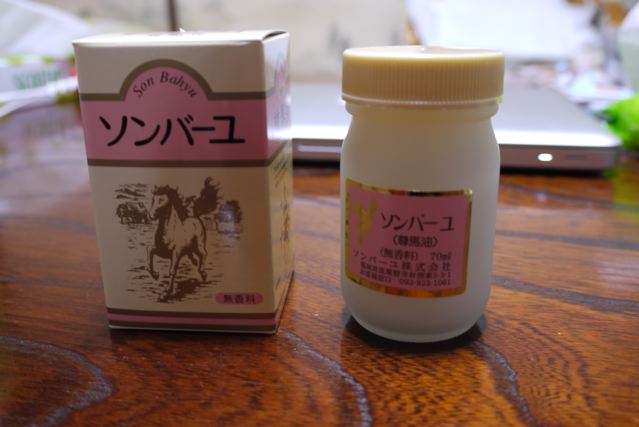 Son Bahyu
ソンバーユ
無香料
ソンバーユ
(尊馬油)
(無香料) 70ml
ソンバーユ株式会社